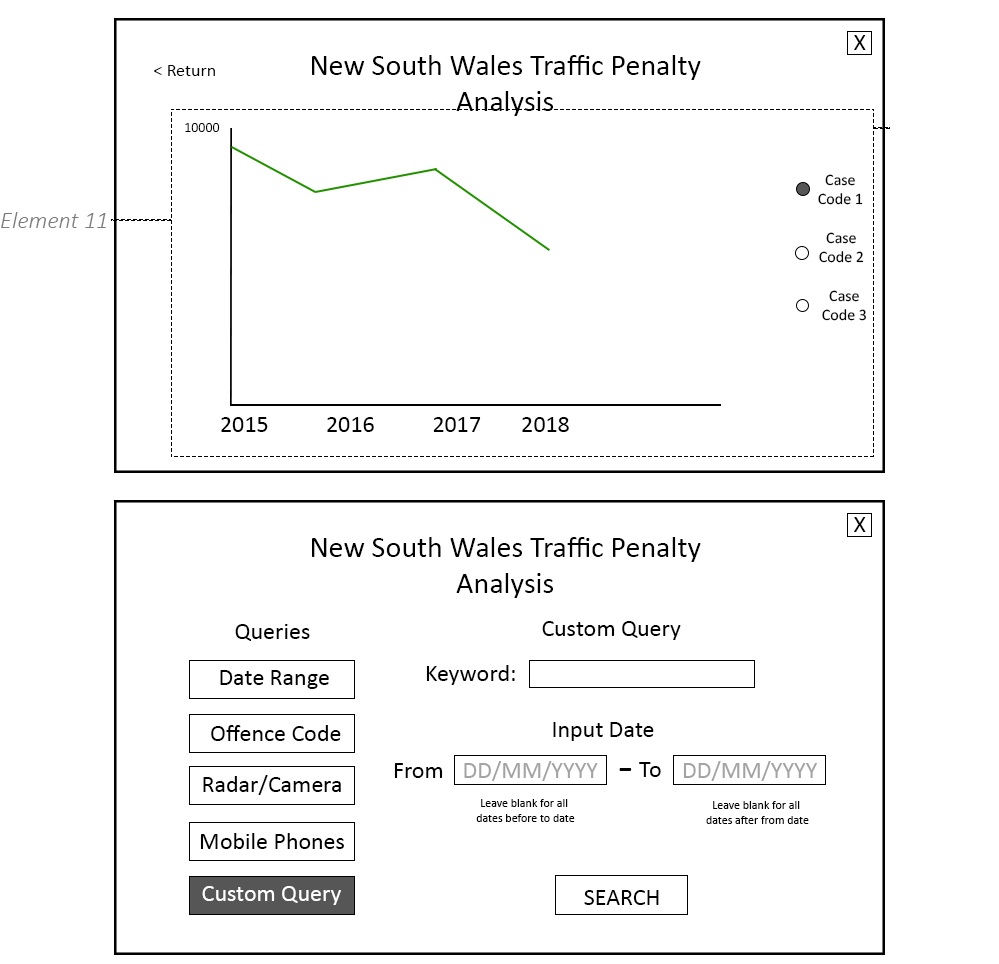 X
< Return
New South Wales Traffic Penalty
Analysis
10000
Case
Code 1
Element 11
Case
Code 2
Case
Code 3
2015 2016 2017 2018
X
New South Wales Traffic Penalty
Analysis
Queries
Date Range
Offence Code
Radar/Camera
Mobile Phones
Custom Query
Custom Query
Keyword:
Input Date
From DD/MM/YYYY – To DD/MM/YYYY
Leave blank for all
dates before to date
Leave blank for all
dates after from date
SEARCH